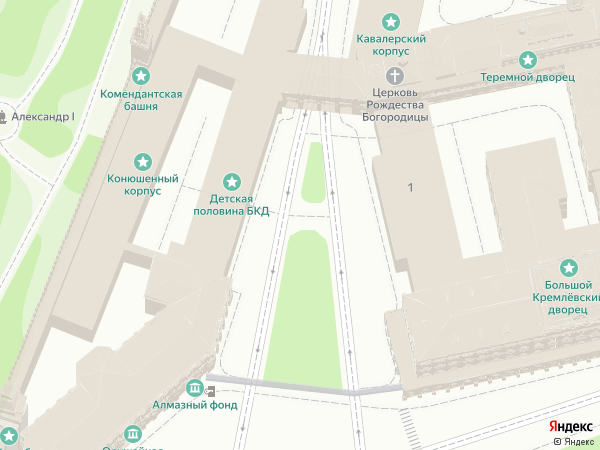 Кавалерский
корпус
Теремной дворец
Церковь
Рождества
Богородицы
Комендантская
башня
Александр I
Конюшенный
корпус
Детская
половина БКД
1
Большой
Кремлёвский
дворец
Алмазный фонд
Яндекс
© Яндекс